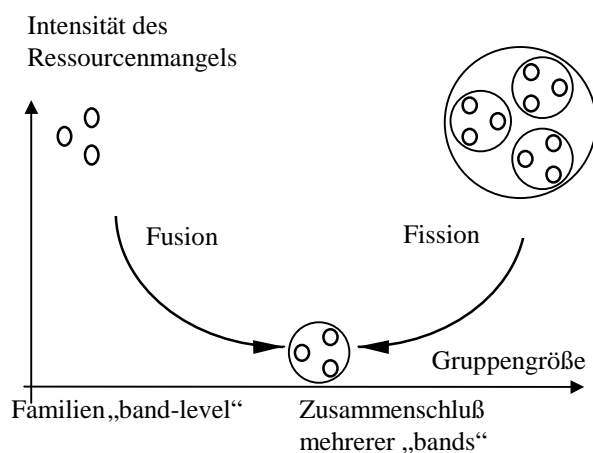 Intensität des
Ressourcenmangels
Fusion
Fission
Gruppengröße
Familien „band-level“
Zusammenschluß
mehrerer „bands“